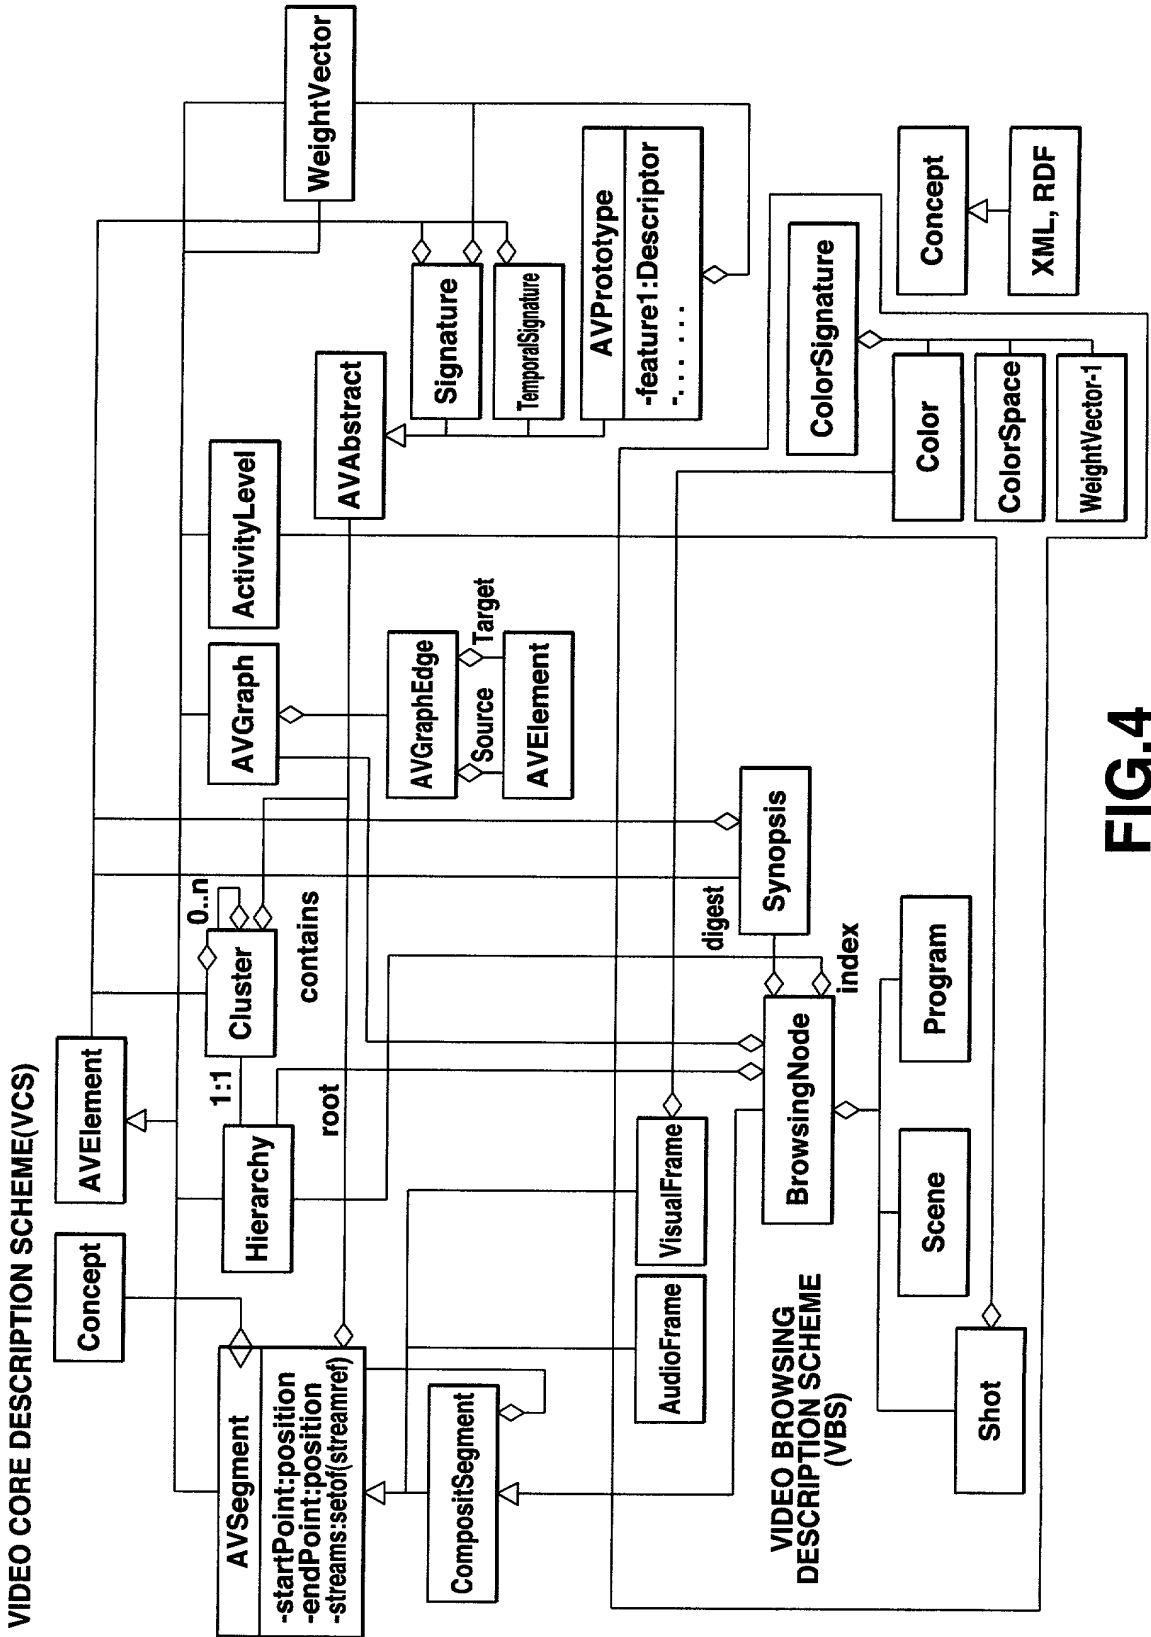 VIDEO CORE DESCRIPTION SCHEME(VCS)
Concept
AVElement
AVSegment
-startPoint:position
-endPoint:position
-streams:setof(streamref)
Hierarchy
1:1
Cluster
0..n
contains
root
AVGraph
ActivityLevel
WeightVector
AVGraphEdge
Source
Target
AVElement
AVAbstract
Signature
TemporalSignature
AVPrototype
-feature1:Descriptor
-. . . . . .
CompositSegment
AudioFrame
VisualFrame
VIDEO BROWSING
DESCRIPTION SCHEME
(VBS)
BrowsingNode
digest
index
Synopsis
Shot
Scene
Program
ColorSignature
Color
ColorSpace
WeightVector-1
Concept
XML, RDF
FIG.4